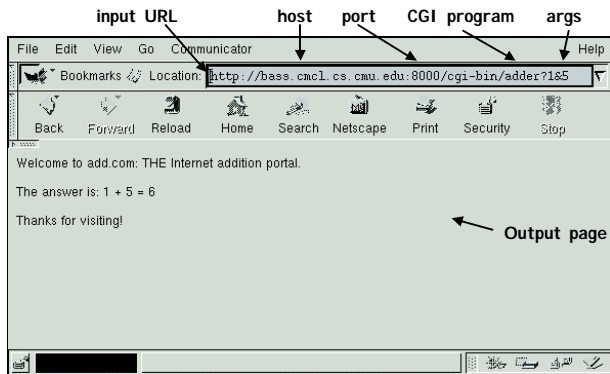 input URL host port CGI program args
File Edit View Go Communicator Help
Bookmarks Location: http://bass.cmcl.cs.cmu.edu:8000/cgi-bin/adder?1&5
Back Forward Reload Home Search Netscape Print Security Stop
Welcome to add.com: THE Internet addition portal.
The answer is: 1 + 5 = 6
Thanks for visiting!
Output page